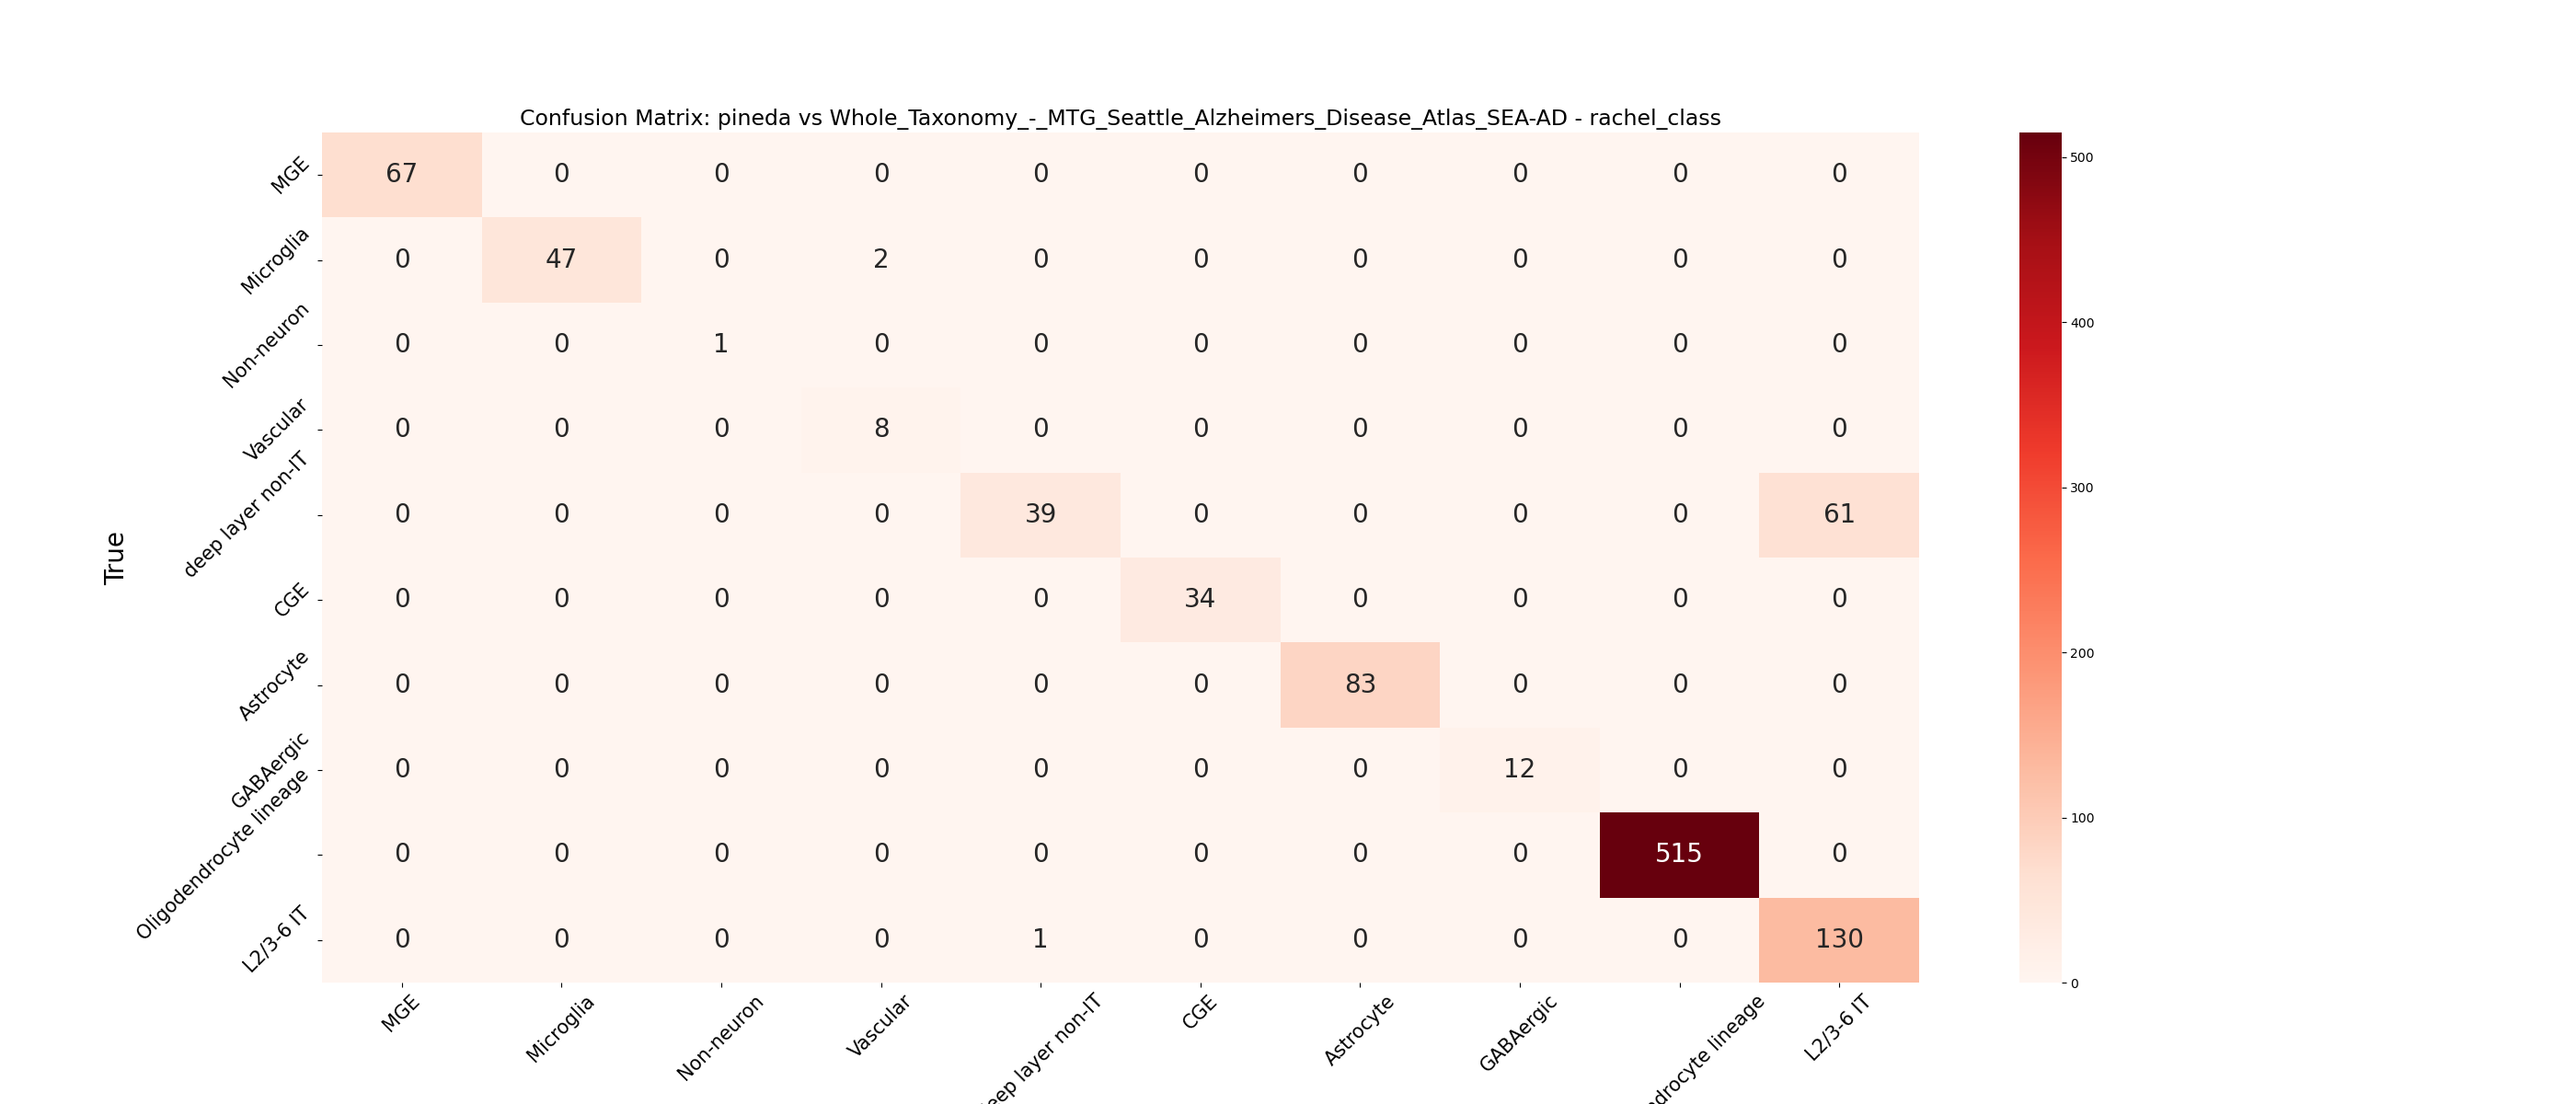 Confusion Matrix: pineda vs Whole_Taxonomy_-_MTG_Seattle_Alzheimers_Disease_Atlas_SEA-AD - rachel_class
MGE 67 0 0 0 0 0 0 0 0 0
Microglia 0 47 0 2 0 0 0 0 0 0
Non-neuron 0 0 1 0 0 0 0 0 0 0
Vascular 0 0 0 8 0 0 0 0 0 0
deep layer non-IT 0 0 0 0 39 0 0 0 0 61
CGE 0 0 0 0 0 34 0 0 0 0
Astrocyte 0 0 0 0 0 0 83 0 0 0
GABAergic 0 0 0 0 0 0 0 12 0 0
Oligodendrocyte lineage 0 0 0 0 0 0 0 0 515 0
L2/3-6 IT 0 0 0 0 1 0 0 0 0 130
True
MGE Microglia Non-neuron Vascular layer non-IT CGE Astrocyte GABAergic lineage L2/3-6 IT
500
400
300
200
100
0